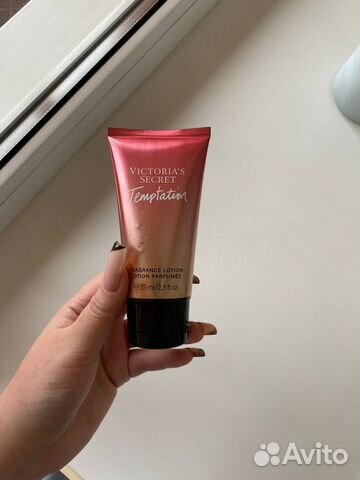 VICTORIA'S
SECRET
Temptation
FRAGRANCE LOTION
LOTION PARFUMÉE
℮75 ml/2.5 fl oz
Avito